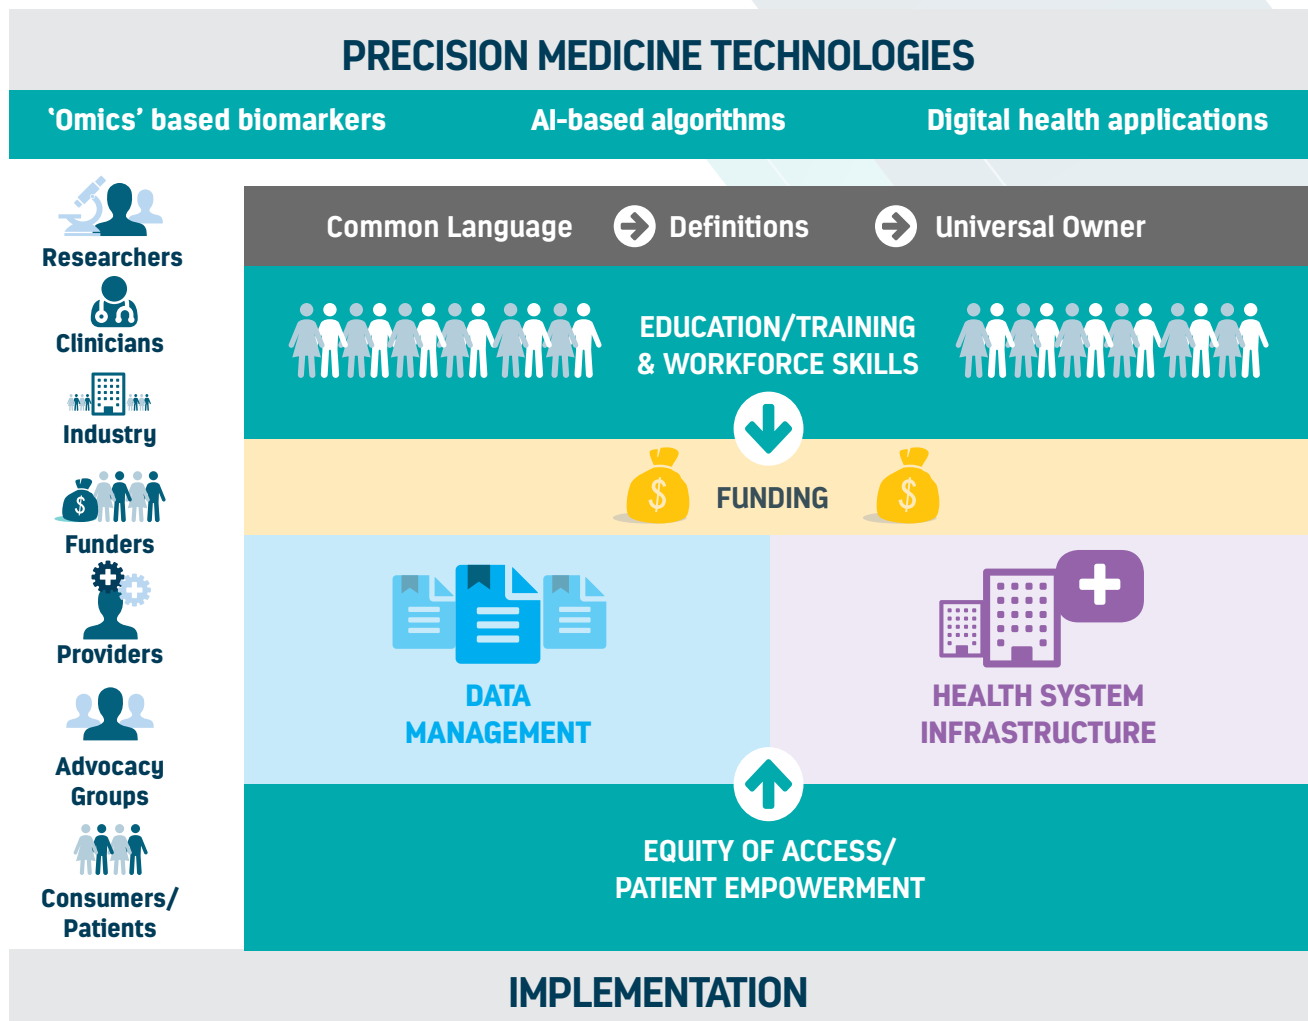 PRECISION MEDICINE TECHNOLOGIES
‘Omics’ based biomarkers
AI-based algorithms
Digital health applications
Researchers
Clinicians
Industry
$
Funders
Providers
Advocacy
Groups
Consumers/
Patients
Common Language
Definitions
Universal Owner
EDUCATION/TRAINING
& WORKFORCE SKILLS
$
FUNDING
$
DATA
MANAGEMENT
HEALTH SYSTEM
INFRASTRUCTURE
EQUITY OF ACCESS/
PATIENT EMPOWERMENT
IMPLEMENTATION